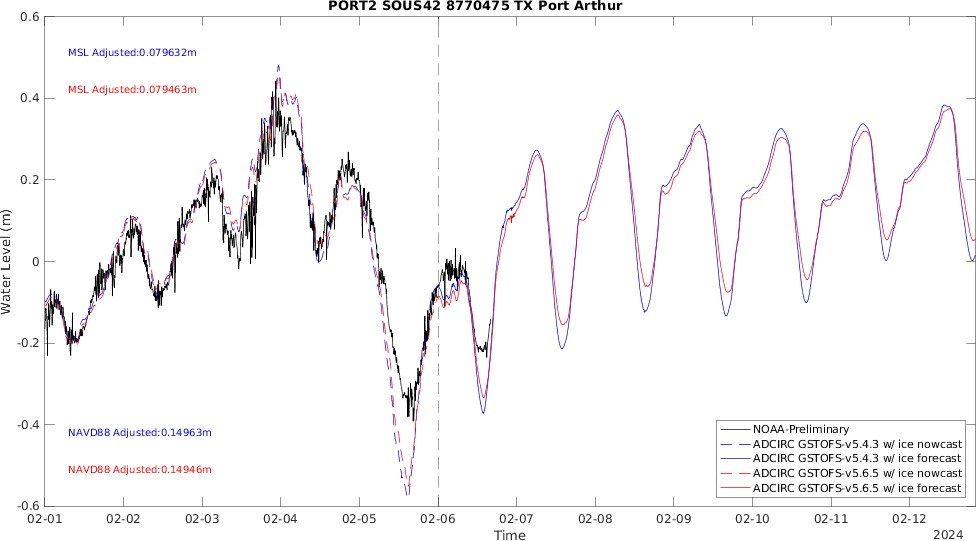 PORT2 SOUS42 8770475 TX Port Arthur
0.6
MSL Adjusted:0.079632m
MSL Adjusted:0.079463m
0.4
0.2
Water Level (m)
0
-0.2
-0.4
NAVD88 Adjusted:0.14963m
NAVD88 Adjusted:0.14946m
NOAA-Preliminary
ADCIRC GSTOFS-v5.4.3 w/ ice nowcast
ADCIRC GSTOFS-v5.4.3 w/ ice forecast
ADCIRC GSTOFS-v5.6.5 w/ ice nowcast
ADCIRC GSTOFS-v5.6.5 w/ ice forecast
-0.6
02-01 02-02 02-03 02-04 02-05 02-06 02-07 02-08 02-09 02-10 02-11 02-12
Time
2024